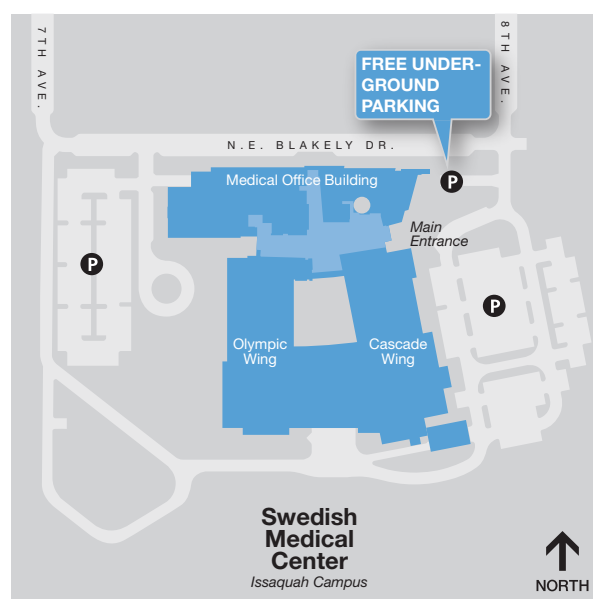 7TH AVE.
8TH AVE.
FREE UNDER-
GROUND
PARKING
N.E. BLAKELY DR.
Medical Office Building
P
Main
Entrance
P
P
Olympic
Wing
Cascade
Wing
Swedish
Medical
Center
Issaquah Campus
NORTH